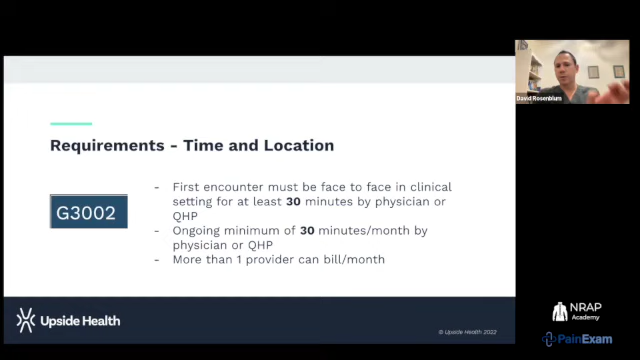 David Rosenblum
Requirements - Time and Location
G3002
- First encounter must be face to face in clinical
setting for at least 30 minutes by physician or
QHP
- Ongoing minimum of 30 minutes/month by
physician or QHP
- More than 1 provider can bill/month
Upside Health
© Upside Health 2022
NRAP
Academy
PainExam